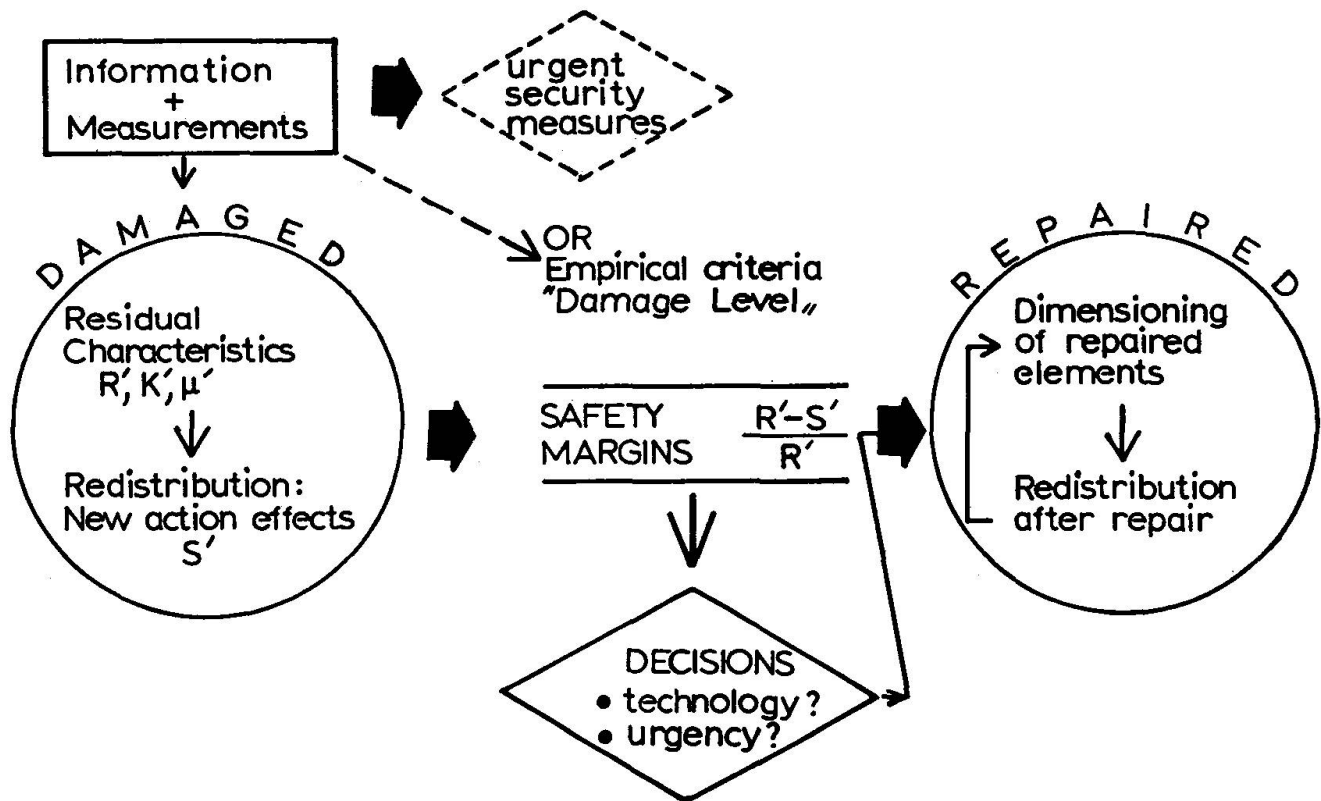 Information
+
Measurements
urgent
security
measures
DAMAGED
Residual
Characteristics
R′, K′, μ′
Redistribution:
New action effects
S′
OR
Empirical criteria
"Damage Level„
SAFETY
MARGINS
R′-S′
R′
DECISIONS
• technology?
• urgency?
REPAIRED
Dimensioning
of repaired
elements
Redistribution
after repair